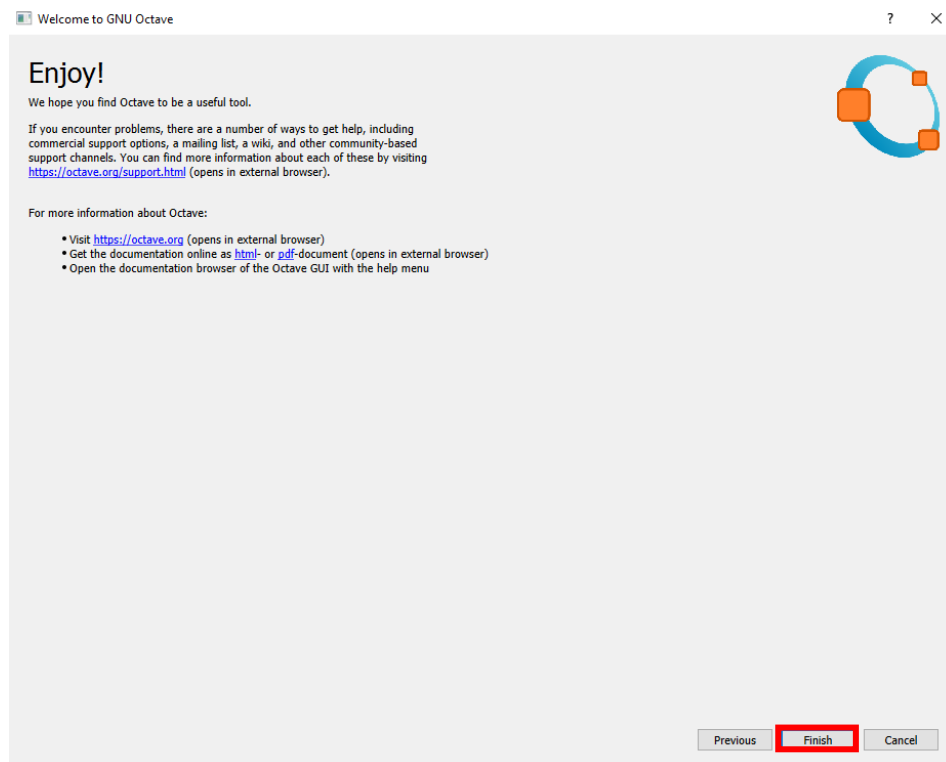 Welcome to GNU Octave
Enjoy!
We hope you find Octave to be a useful tool.
If you encounter problems, there are a number of ways to get help, including
commercial support options, a mailing list, a wiki, and other community-based
support channels. You can find more information about each of these by visiting
https://octave.org/support.html (opens in external browser).
For more information about Octave:
• Visit https://octave.org (opens in external browser)
• Get the documentation online as html- or pdf-document (opens in external browser)
• Open the documentation browser of the Octave GUI with the help menu
Previous Finish Cancel